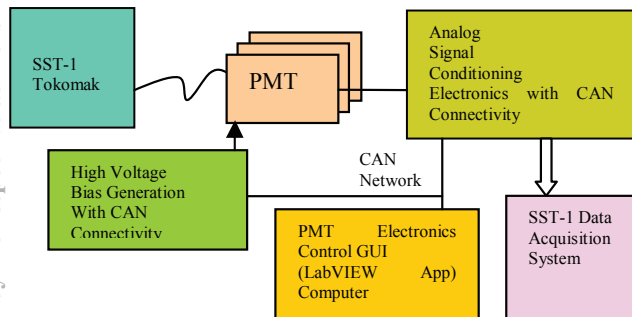 SST-1
Tokomak
PMT
Analog
Signal
Conditioning
Electronics with CAN
Connectivity
High Voltage
Bias Generation
With CAN
Connectivity
CAN
Network
PMT Electronics
Control GUI
(LabVIEW App)
Computer
SST-1 Data
Acquisition
System